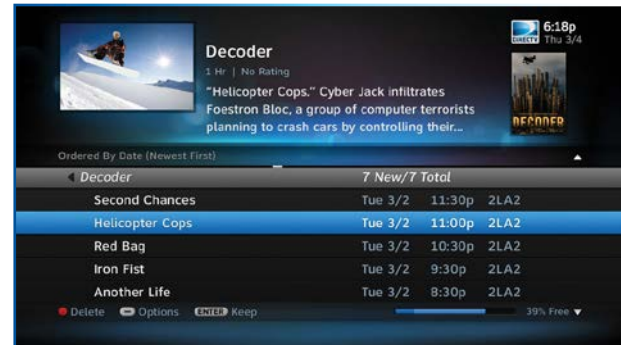 Decoder
1 Hr | No Rating
"Helicopter Cops." Cyber Jack infiltrates
Foestron Bloc, a group of computer terrorists
planning to crash cars by controlling their...
DIRECTV
6:18p
Thu 3/4
DECODER
Ordered By Date (Newest First)
Decoder 7 New/7 Total
Second Chances Tue 3/2 11:30p 2LA2
Helicopter Cops Tue 3/2 11:00p 2LA2
Red Bag Tue 3/2 10:30p 2LA2
Iron Fist Tue 3/2 9:30p 2LA2
Another Life Tue 3/2 8:30p 2LA2
Delete Options ENTER Keep 39% Free